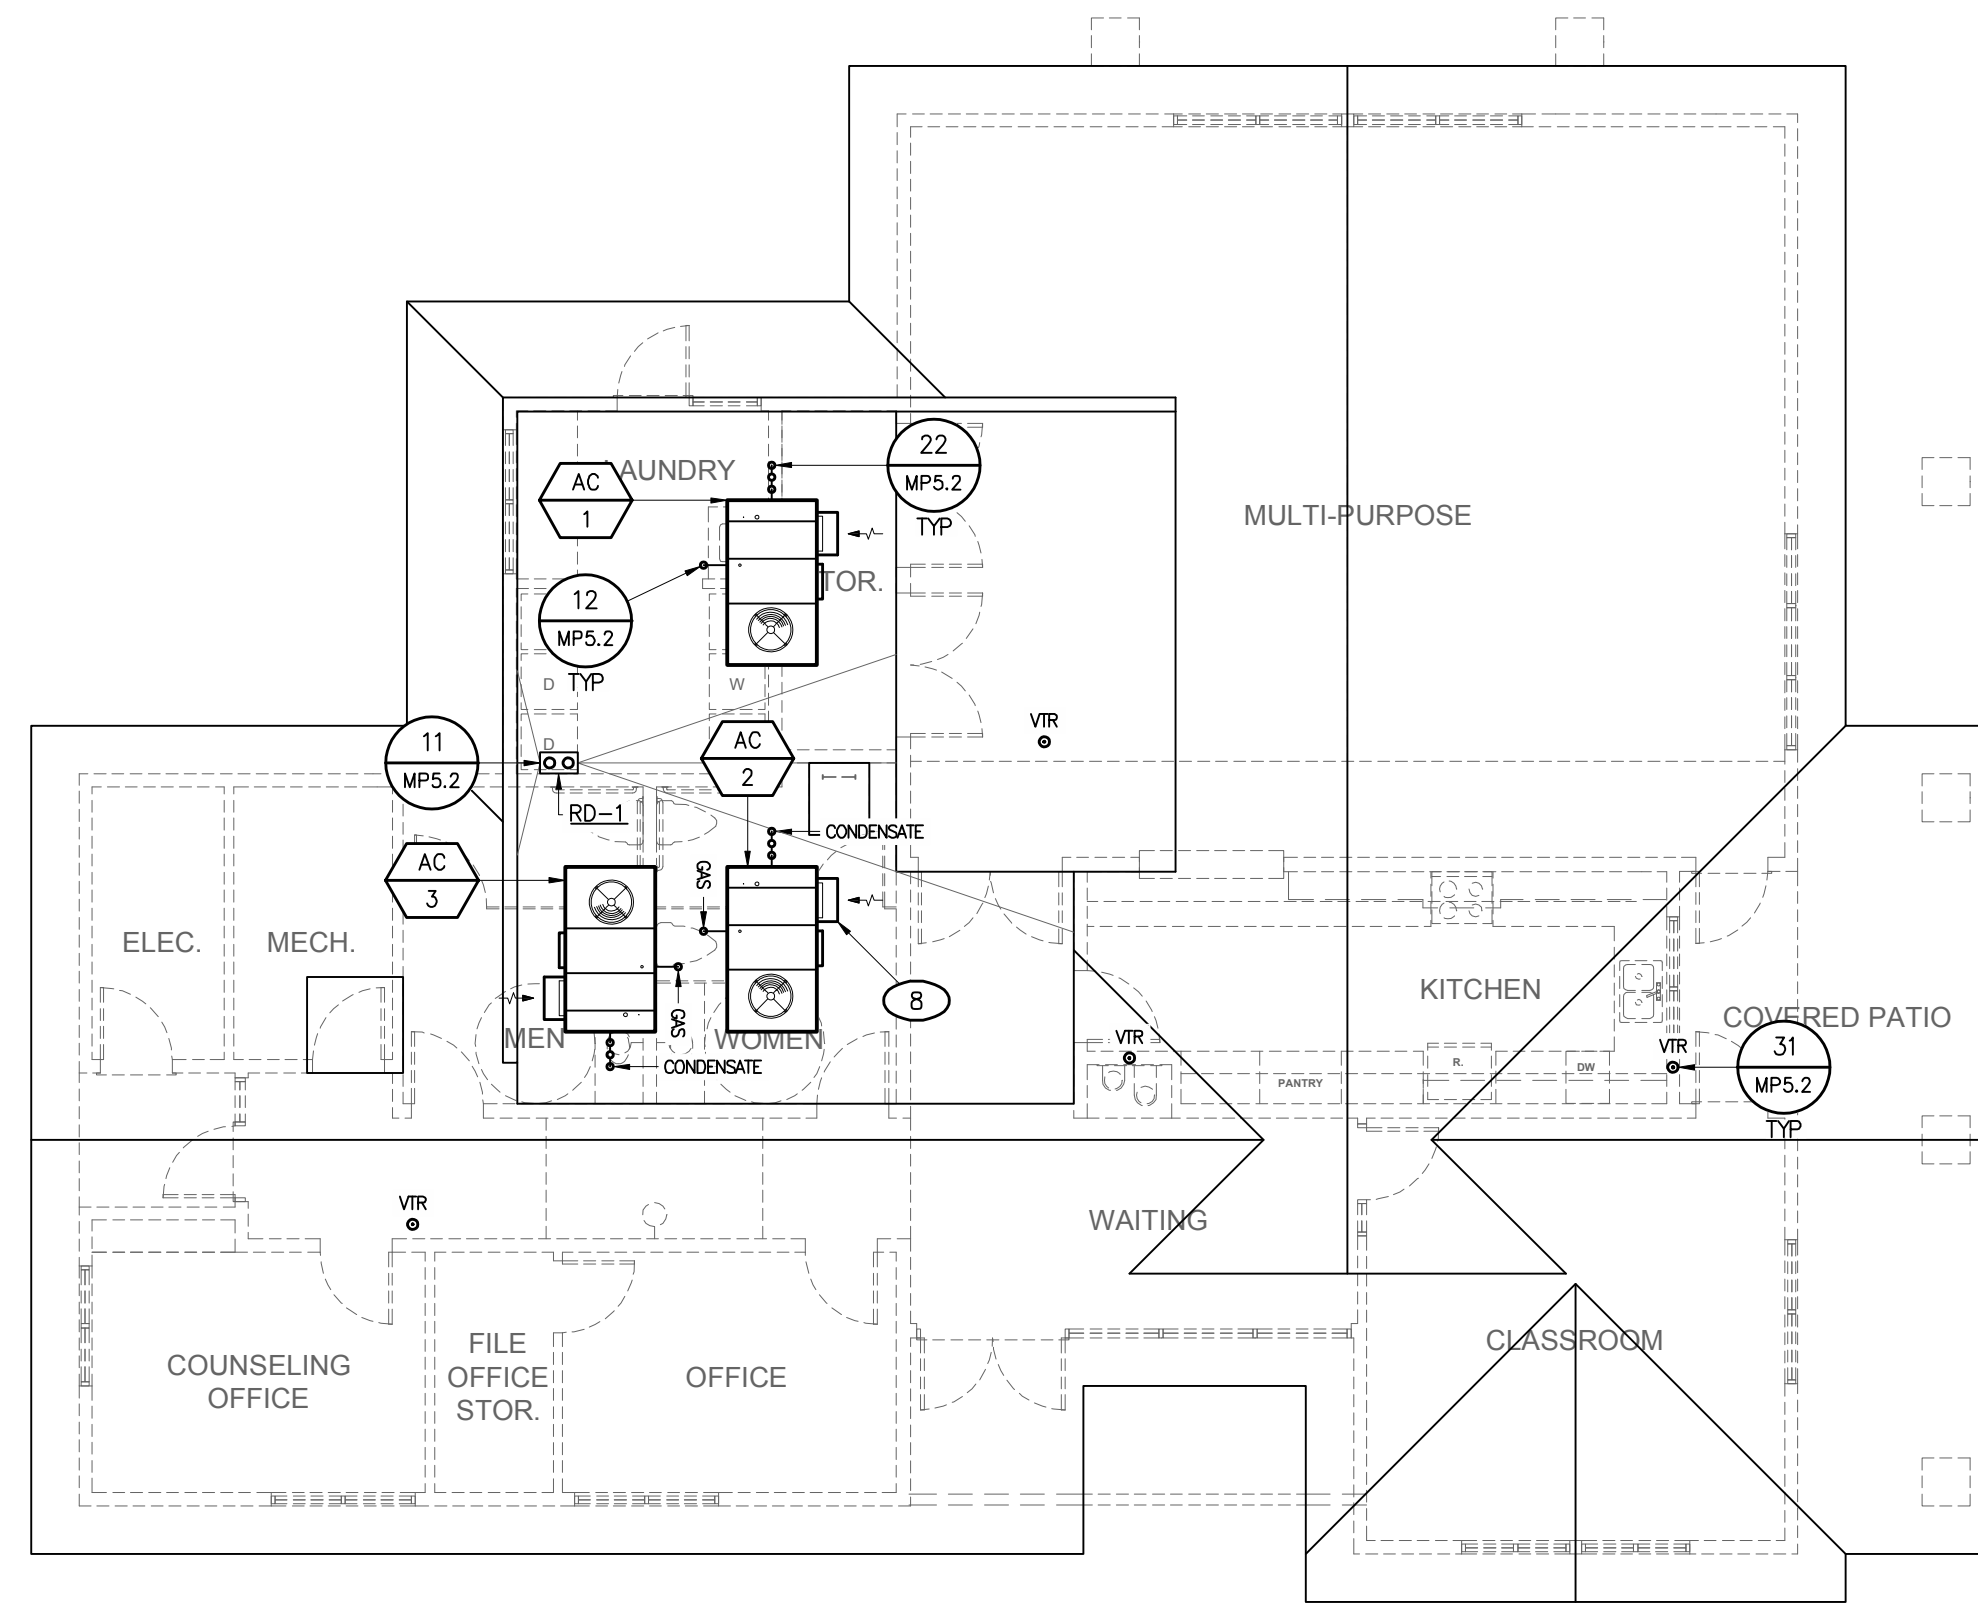 22
MP5.2
TYP
LAUNDRY
AC
1
MULTI-PURPOSE
TOR.
12
MP5.2
TYP
D
W
D
VTR
11
MP5.2
AC
2
RD-1
CONDENSATE
AC
3
GAS
ELEC.
MECH.
KITCHEN
8
COVERED PATIO
GAS
MEN
WOMEN
CONDENSATE
VTR
VTR
31
MP5.2
TYP
R.
DW
PANTRY
VTR
WAITING
CLASSROOM
COUNSELING
OFFICE
FILE
OFFICE
STOR.
OFFICE